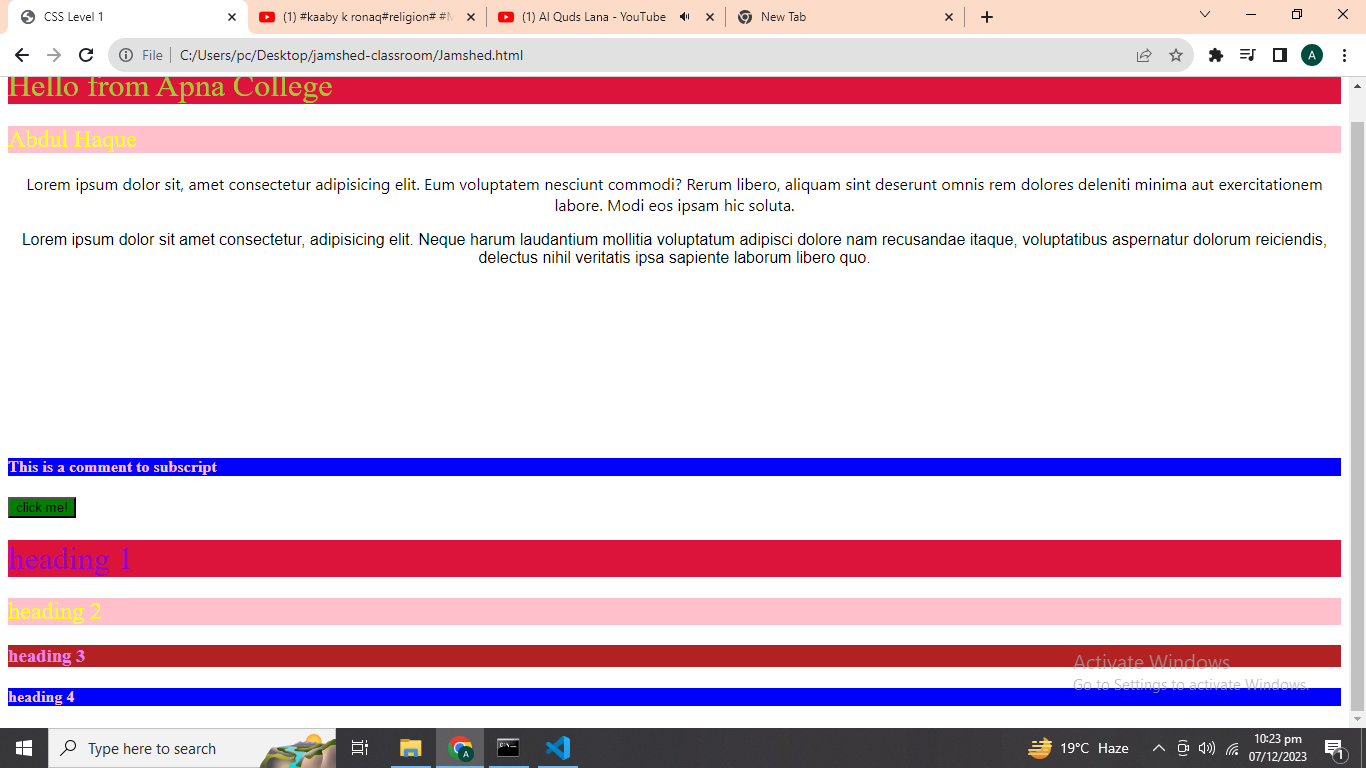 CSS Level 1
(1) #kaaby k ronaq#religion# #M
(1) Al Quds Lana - YouTube
New Tab
File
C:/Users/pc/Desktop/jamshed-classroom/Jamshed.html
A
Hello from Apna College
Abdul Haque
Lorem ipsum dolor sit, amet consectetur adipisicing elit. Eum voluptatem nesciunt commodi? Rerum libero, aliquam sint deserunt omnis rem dolores deleniti minima aut exercitationem
labore. Modi eos ipsam hic soluta.
Lorem ipsum dolor sit amet consectetur, adipisicing elit. Neque harum laudantium mollitia voluptatum adipisci dolore nam recusandae itaque, voluptatibus aspernatur dolorum reiciendis,
delectus nihil veritatis ipsa sapiente laborum libero quo.
This is a comment to subscript
click me!
heading 1
heading 2
heading 3
heading 4
Activate Windows
Go to Settings to activate Windows.
Type here to search
A
19°C Haze
10:23 pm
07/12/2023
1